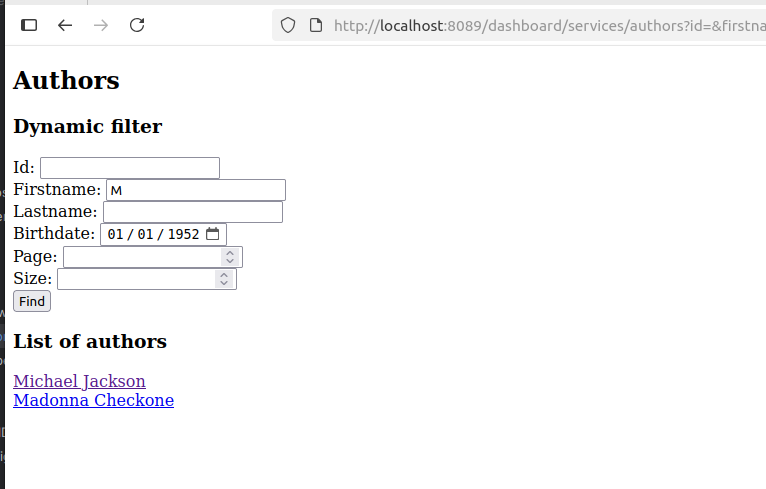 http://localhost:8089/dashboard/services/authors?id=&firstna
Authors
Dynamic filter
Id:
Firstname: M
Lastname:
Birthdate: 01/01/1952
Page:
Size:
Find
List of authors
Michael Jackson
Madonna Checkone